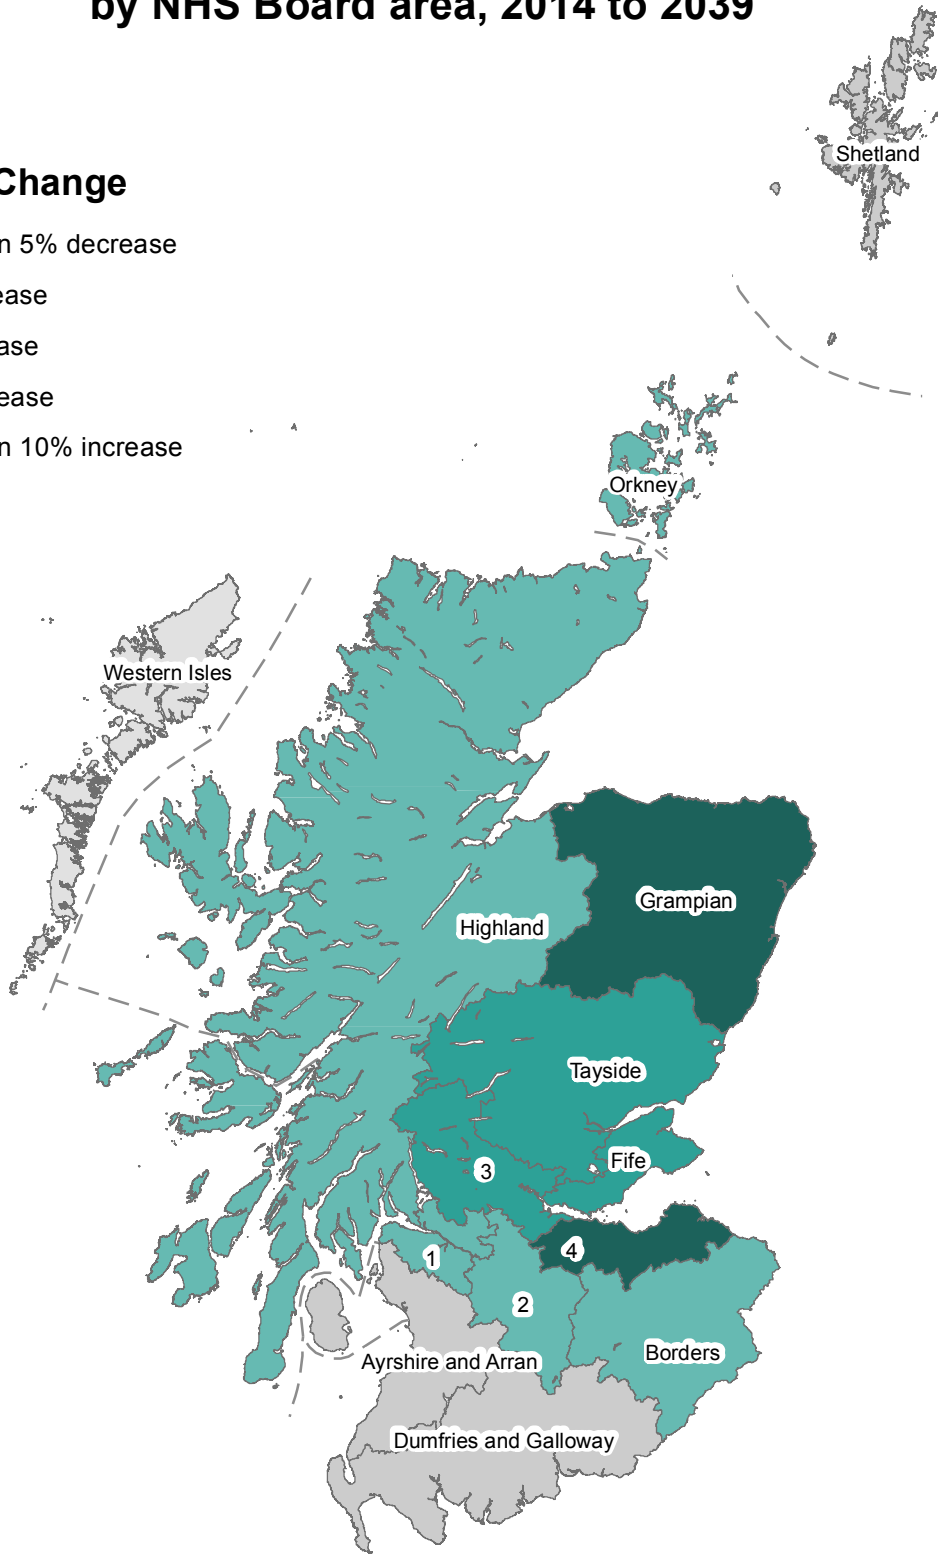 by NHS Board area, 2014 to 2039
Shetland
Change
n 5% decrease
ease
ase
ease
n 10% increase
Orkney
Western Isles
Grampian
Highland
Tayside
Fife
3
4
1
2
Borders
Ayrshire and Arran
Dumfries and Galloway